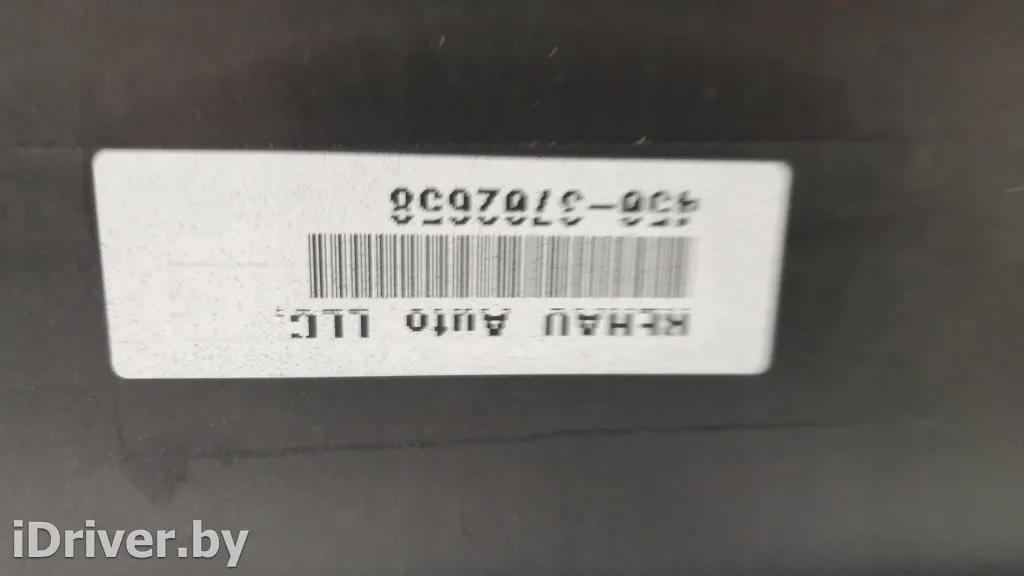 REHAU Auto LLC.
iDriver.by